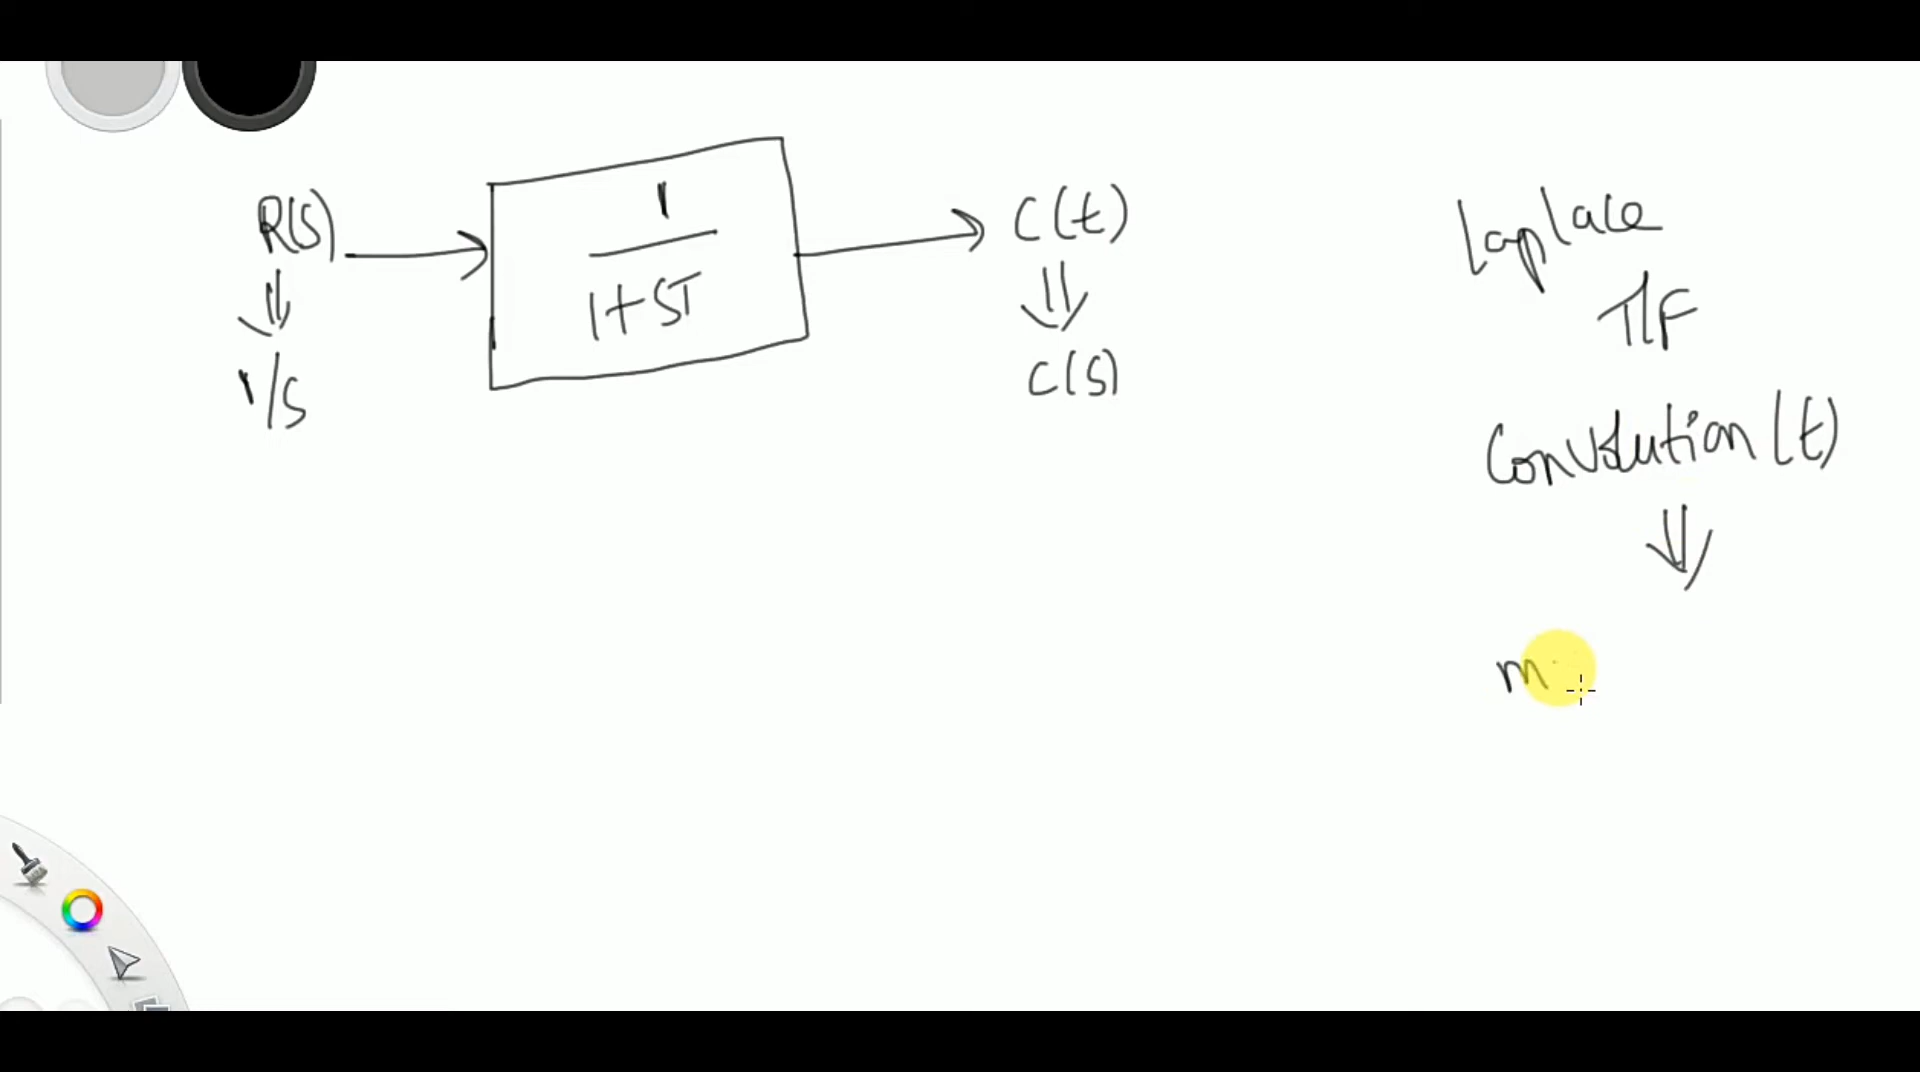 R(S)
1/S
1
1+ST
C(t)
C(S)
Laplace
T/F
Convolution (t)
m